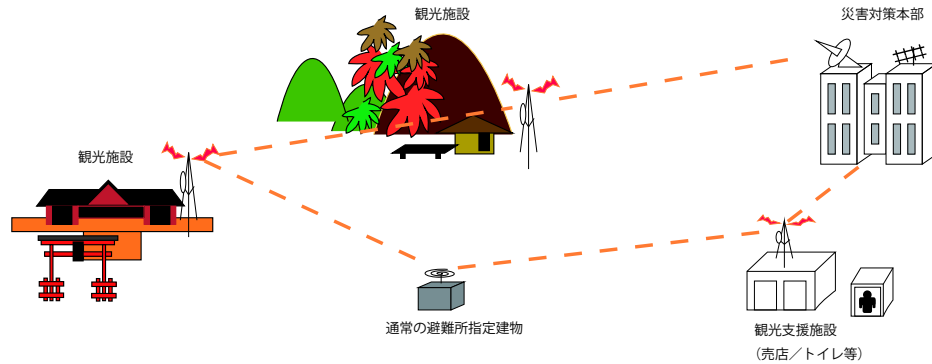 観光施設
災害対策本部
観光施設
通常の避難所指定建物
観光支援施設
（売店／トイレ等）